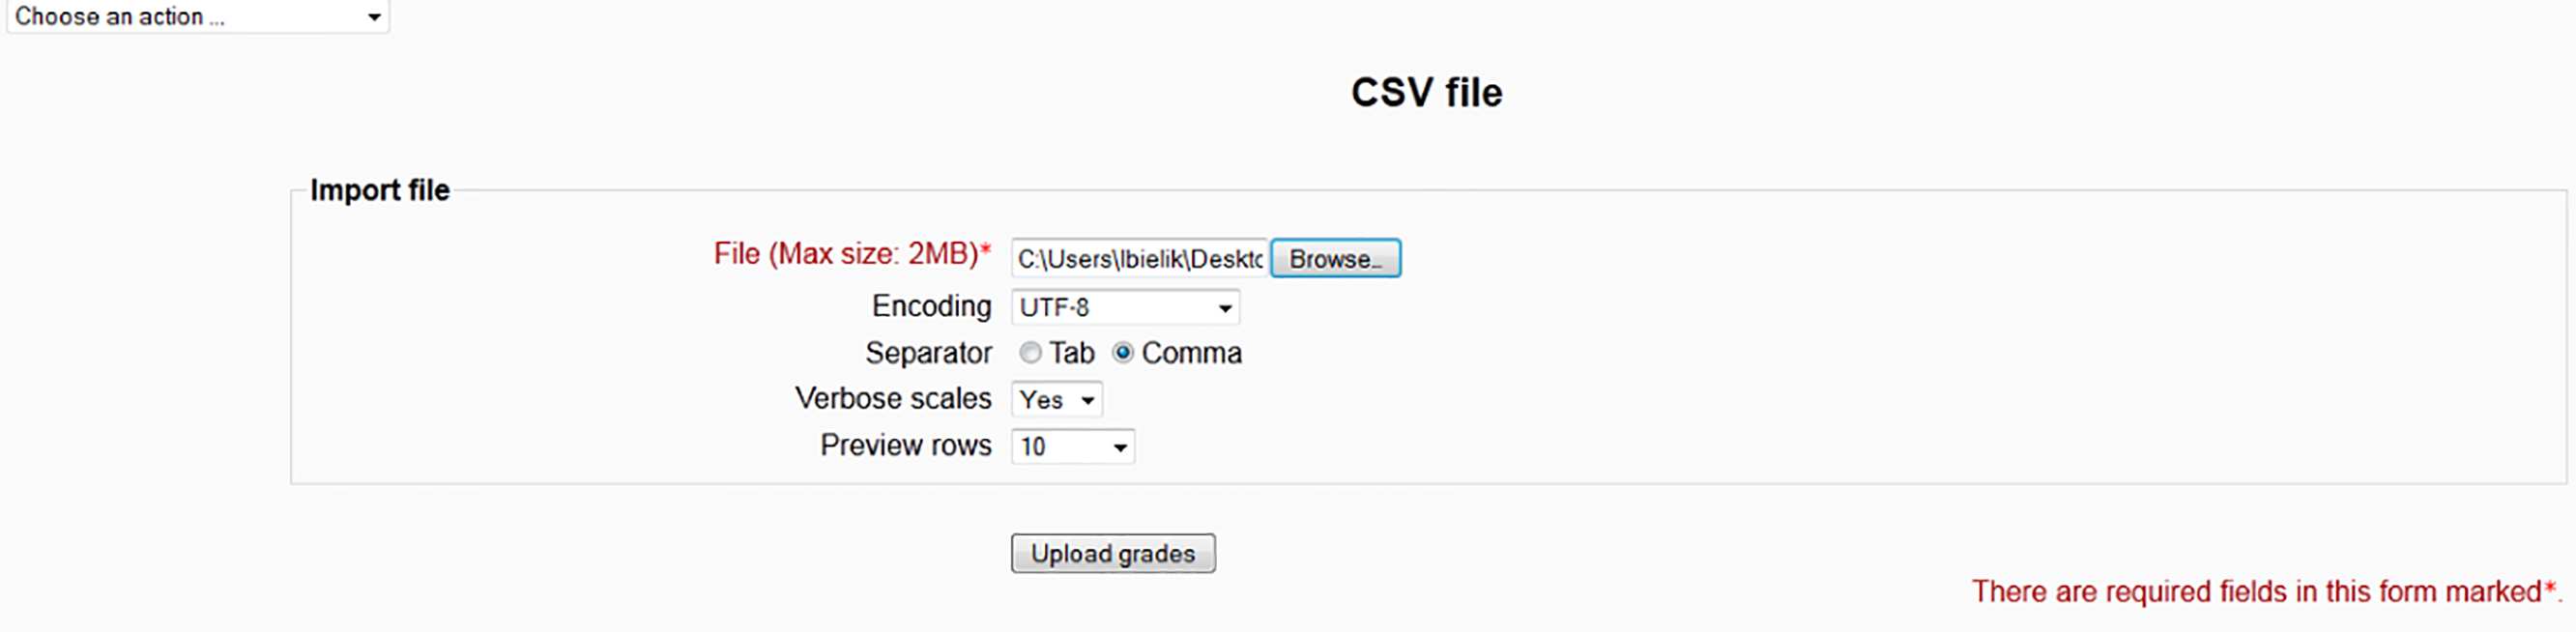 Choose an action ...
CSV file
Import file
File (Max size: 2MB)* C:\Users\lbielik\Deskto Browse...
Encoding UTF-8
Separator Tab Comma
Verbose scales Yes
Preview rows 10
Upload grades
There are required fields in this form marked*.